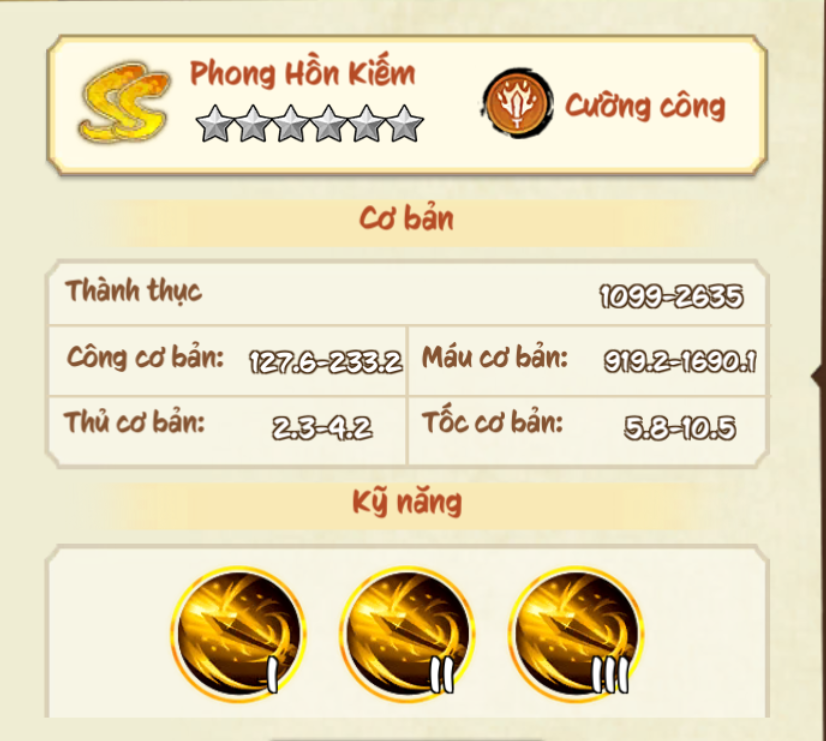 SS
Phong Hồn Kiếm
Cường công
Cơ bản
Thành thục 1099-2635
Công cơ bản: 127.6-233.2 Máu cơ bản: 919.2-1690.1
Thủ cơ bản: 2.3-4.2 Tốc cơ bản: 5.8-10.5
Kỹ năng
I II III